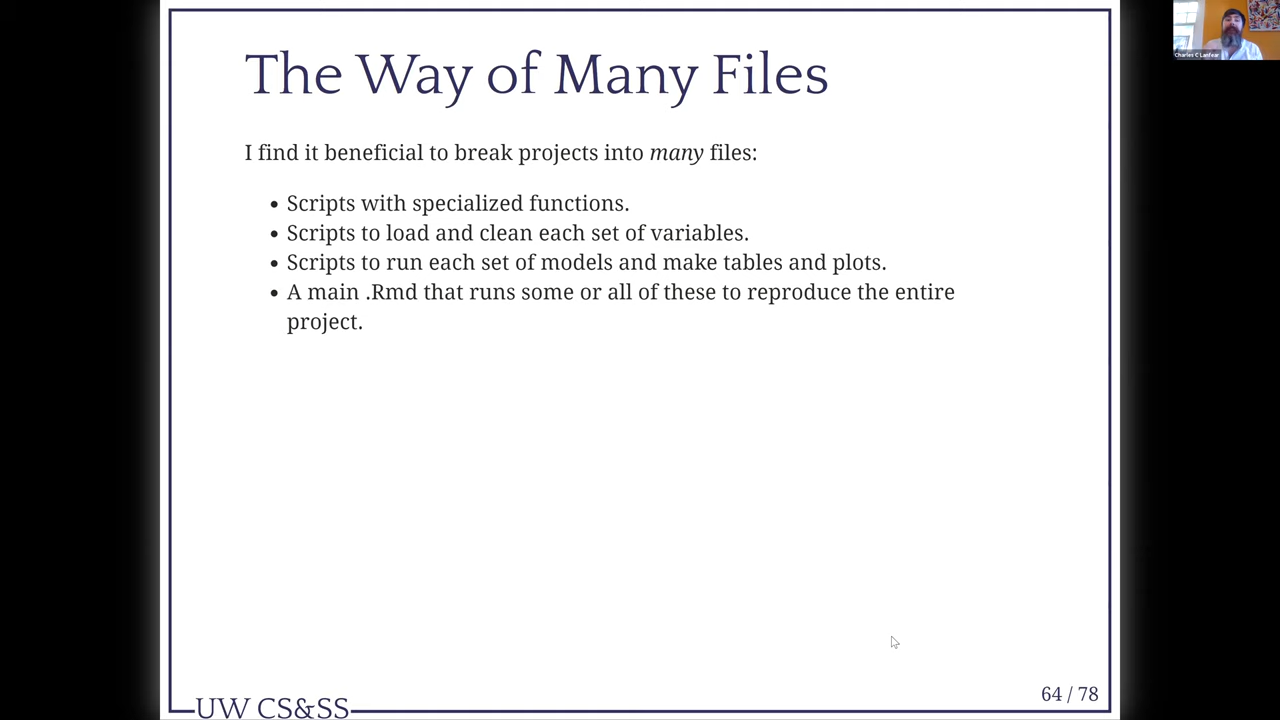 The Way of Many Files
I find it beneficial to break projects into many files:
• Scripts with specialized functions.
• Scripts to load and clean each set of variables.
• Scripts to run each set of models and make tables and plots.
• A main .Rmd that runs some or all of these to reproduce the entire
project.
64 / 78
UW CS&SS
Charles C Lanfear